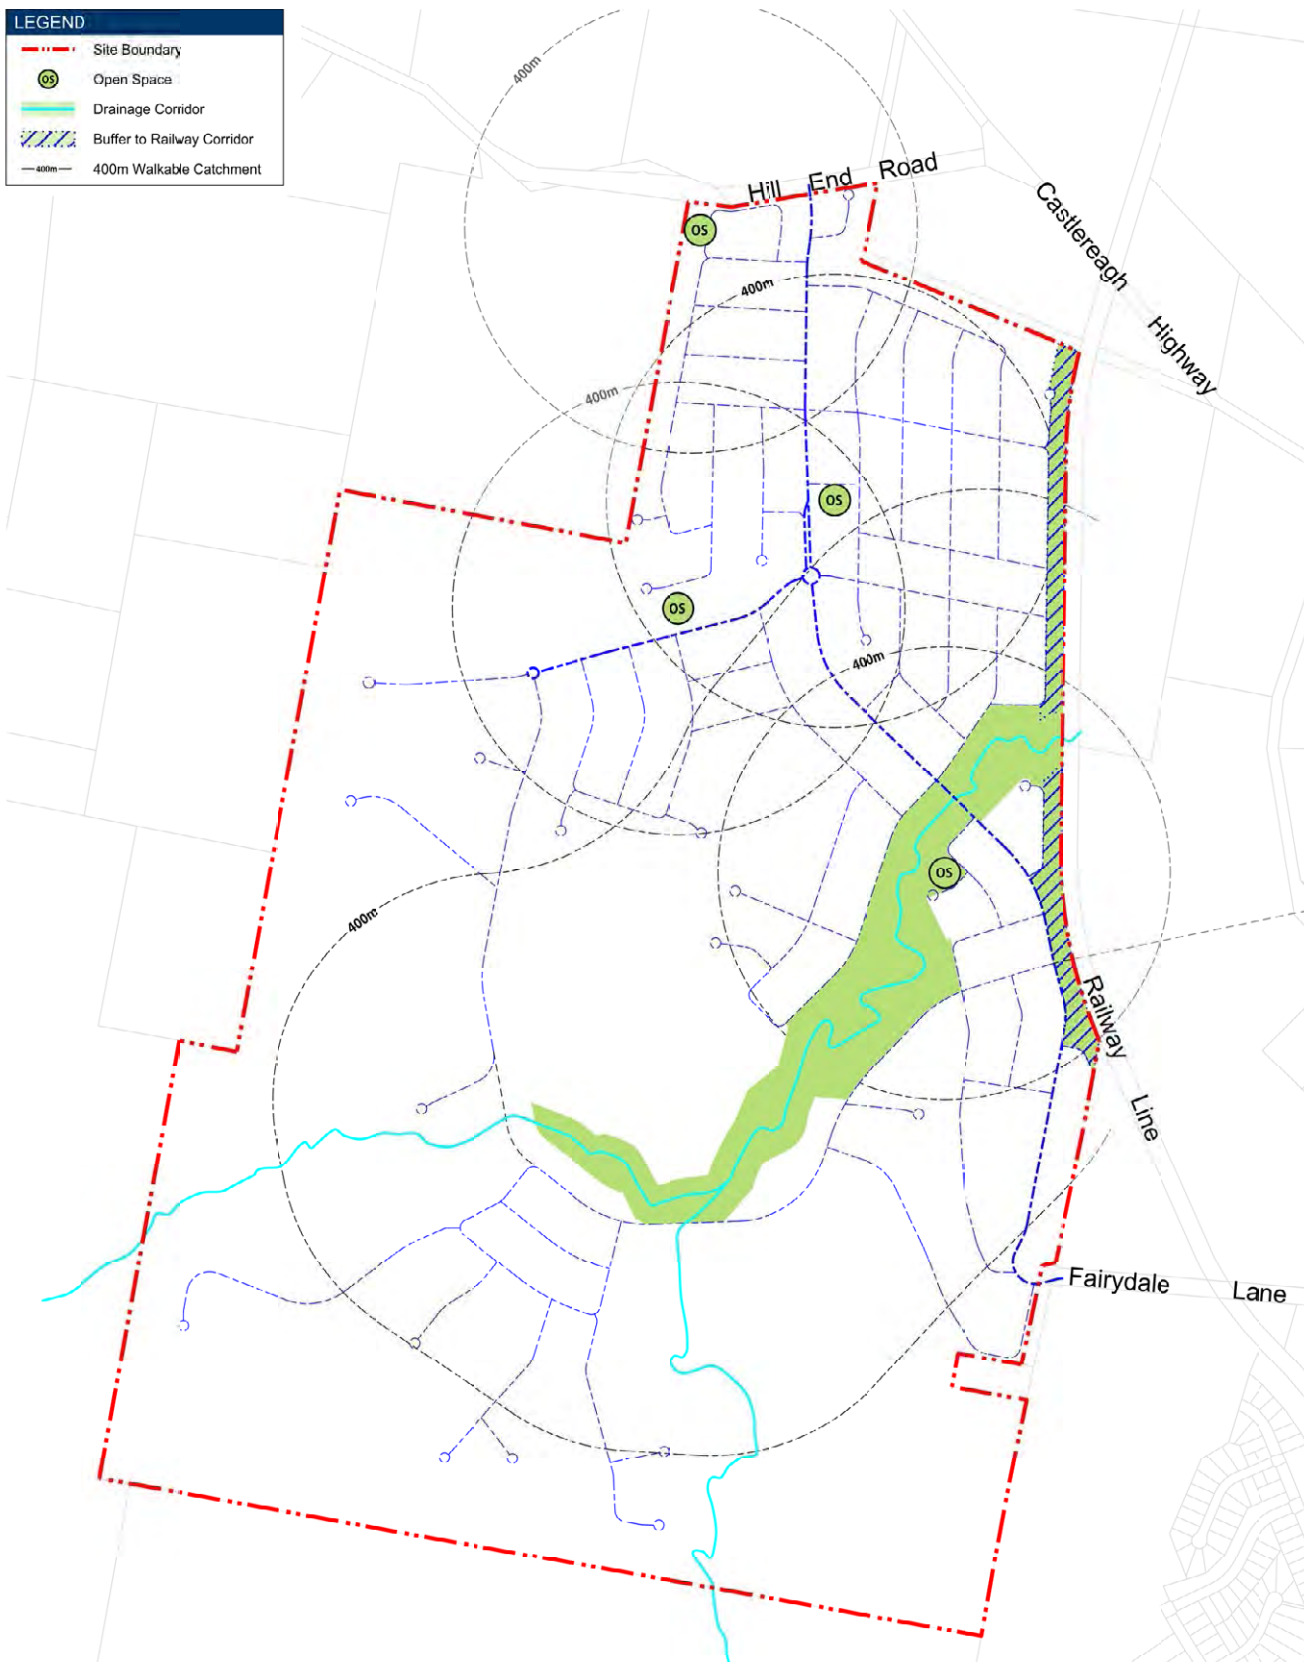 LEGEND
Site Boundary
OS Open Space
Drainage Corridor
Buffer to Railway Corridor
400m 400m Walkable Catchment
400m
Hill End Road
OS
Castlereagh Highway
400m
400m
OS
OS
400m
OS
400m
Railway Line
Fairydale Lane